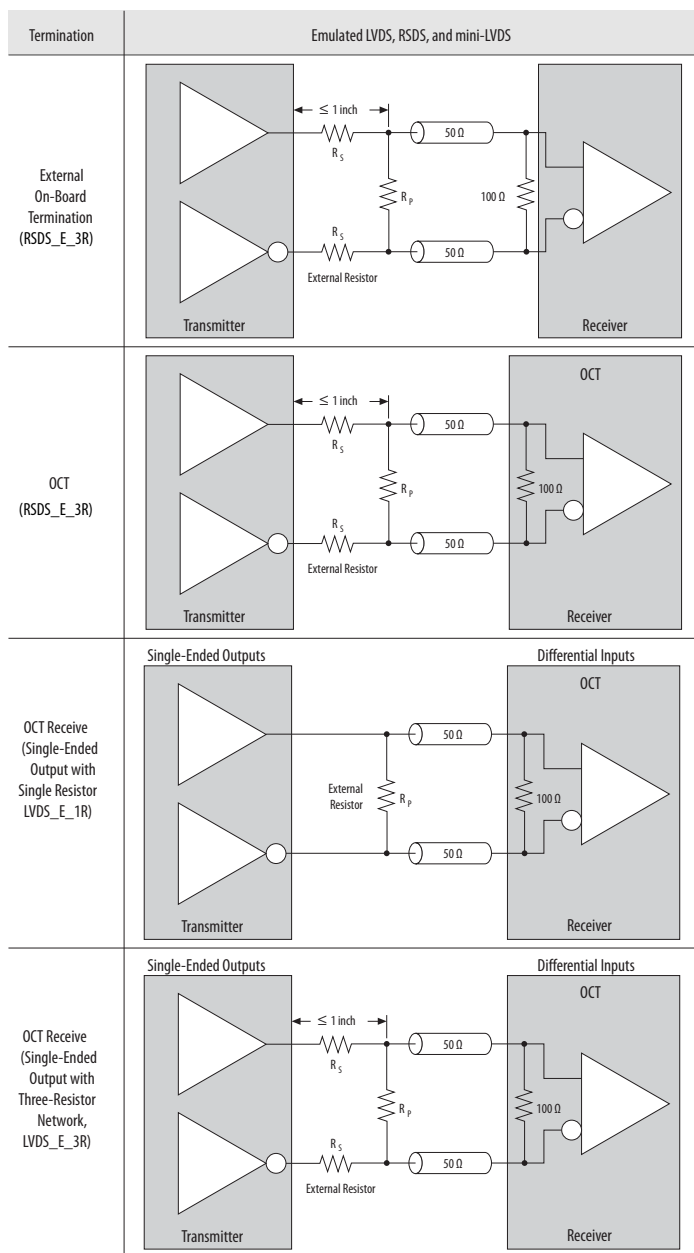 Termination
Emulated LVDS, RSDS, and mini-LVDS
External
On-Board
Termination
(RSDS_E_3R)
≤ 1 inch
50 Ω
R S
R P
100 Ω
R S
50 Ω
External Resistor
Transmitter
Receiver
OCT
(RSDS_E_3R)
OCT
≤ 1 inch
50 Ω
R S
R P
100 Ω
R S
50 Ω
External Resistor
Transmitter
Receiver
OCT Receive
(Single-Ended
Output with
Single Resistor
LVDS_E_1R)
Single-Ended Outputs
Differential Inputs
OCT
50 Ω
External
Resistor
R P
100 Ω
50 Ω
Transmitter
Receiver
OCT Receive
(Single-Ended
Output with
Three-Resistor
Network,
LVDS_E_3R)
Single-Ended Outputs
Differential Inputs
OCT
≤ 1 inch
50 Ω
R S
R P
100 Ω
R S
50 Ω
External Resistor
Transmitter
Receiver